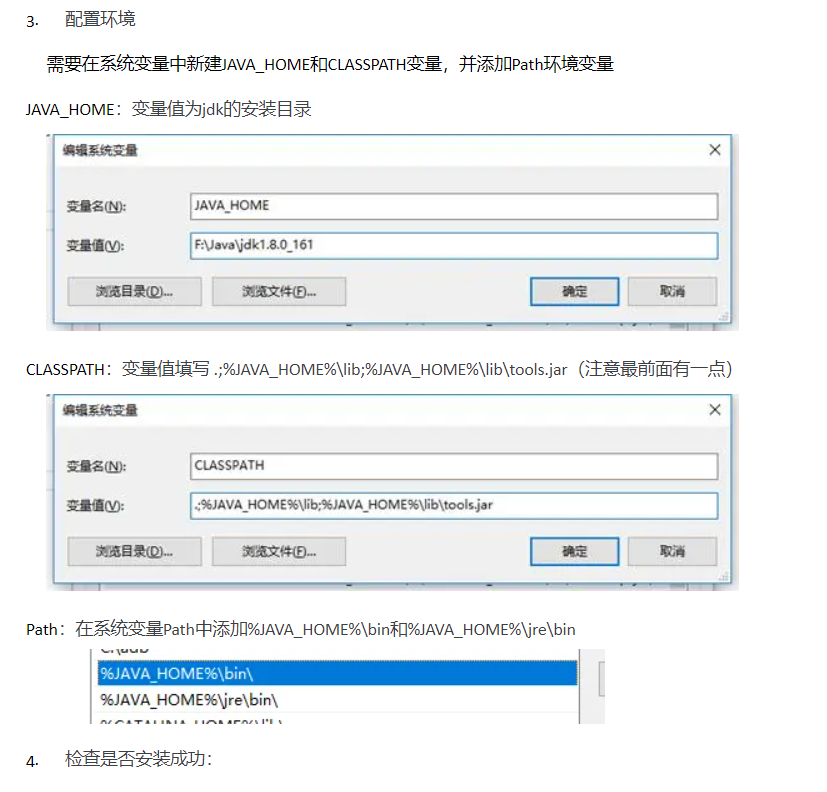 3. 配置环境
需要在系统变量中新建JAVA_HOME和CLASSPATH变量，并添加Path环境变量
JAVA_HOME：变量值为jdk的安装目录
编辑系统变量
变量名(N): JAVA_HOME
变量值(V): F:\Java\jdk1.8.0_161
浏览目录(D)... 浏览文件(F)... 确定 取消
CLASSPATH：变量值填写 .;%JAVA_HOME%\lib;%JAVA_HOME%\lib\tools.jar（注意最前面有一点）
编辑系统变量
变量名(N): CLASSPATH
变量值(V): .;%JAVA_HOME%\lib;%JAVA_HOME%\lib\tools.jar
浏览目录(D)... 浏览文件(F)... 确定 取消
Path：在系统变量Path中添加%JAVA_HOME%\bin和%JAVA_HOME%\jre\bin
%JAVA_HOME%\bin\
%JAVA_HOME%\jre\bin\
4. 检查是否安装成功：